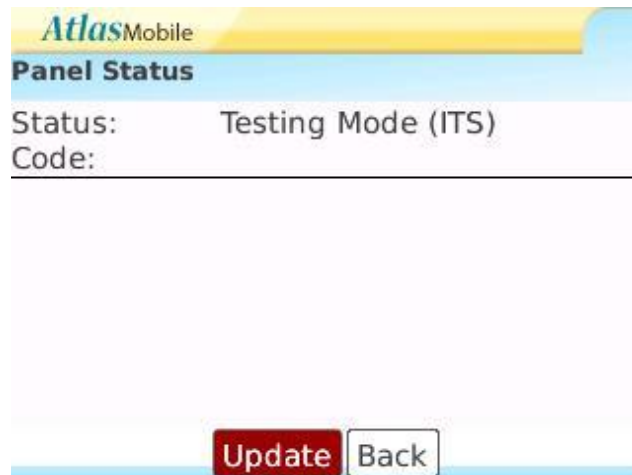 AtlasMobile
Panel Status
Status: Testing Mode (ITS)
Code:
Update Back